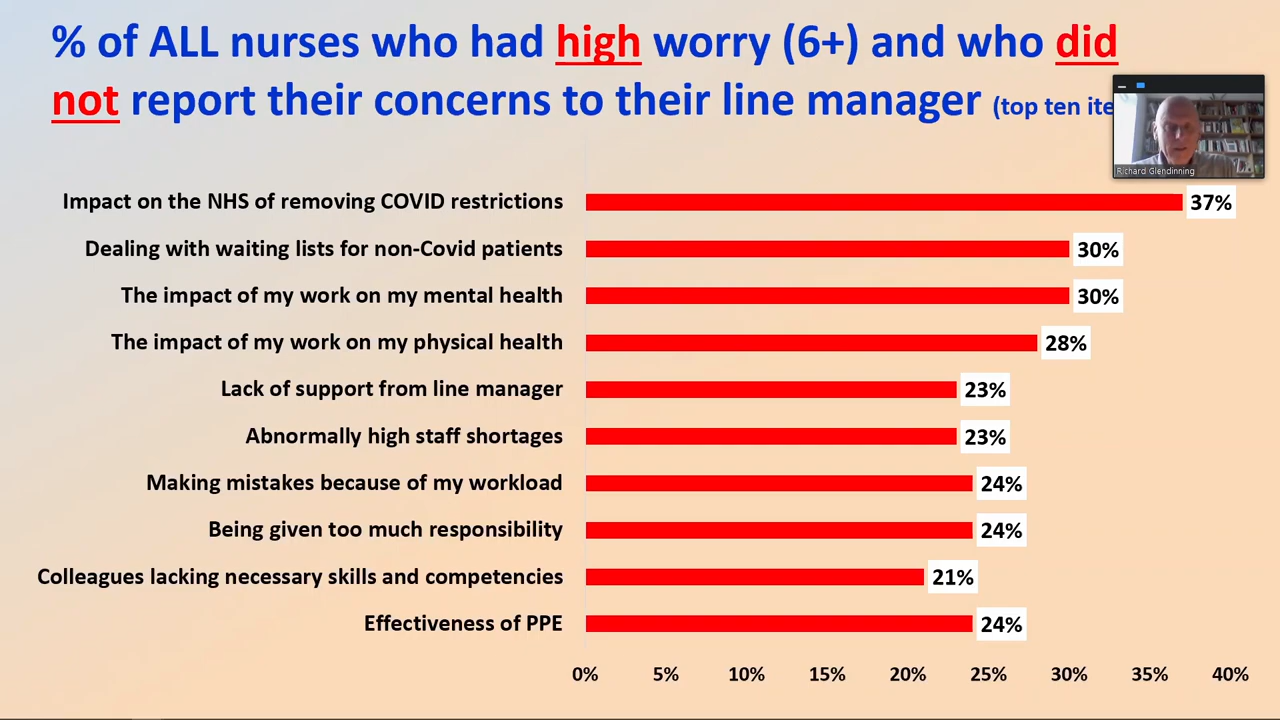 % of ALL nurses who had high worry (6+) and who did
not report their concerns to their line manager (top ten ite
Richard Glendinning
Impact on the NHS of removing COVID restrictions 37%
Dealing with waiting lists for non-Covid patients 30%
The impact of my work on my mental health 30%
The impact of my work on my physical health 28%
Lack of support from line manager 23%
Abnormally high staff shortages 23%
Making mistakes because of my workload 24%
Being given too much responsibility 24%
Colleagues lacking necessary skills and competencies 21%
Effectiveness of PPE 24%
0% 5% 10% 15% 20% 25% 30% 35% 40%